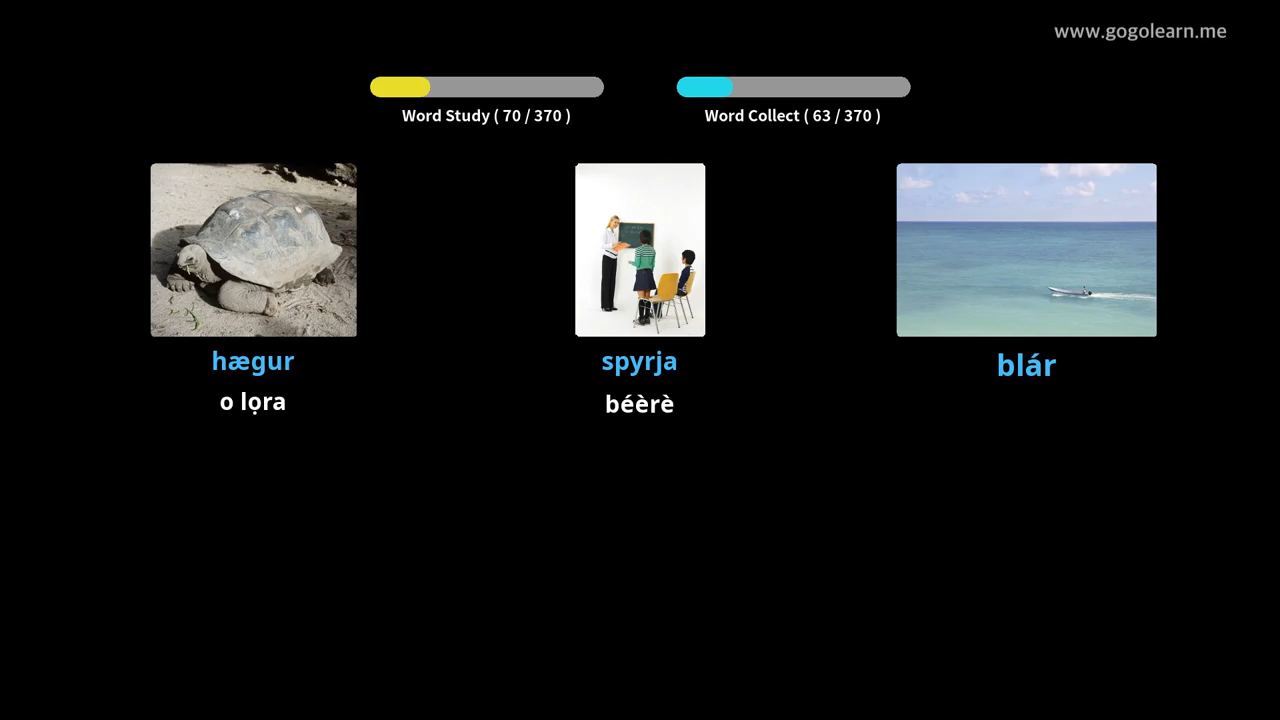 www.gogolearn.me
Word Study ( 70 / 370 )
Word Collect ( 63 / 370 )
hægur
spyrja
blár
o lọra
béèrè